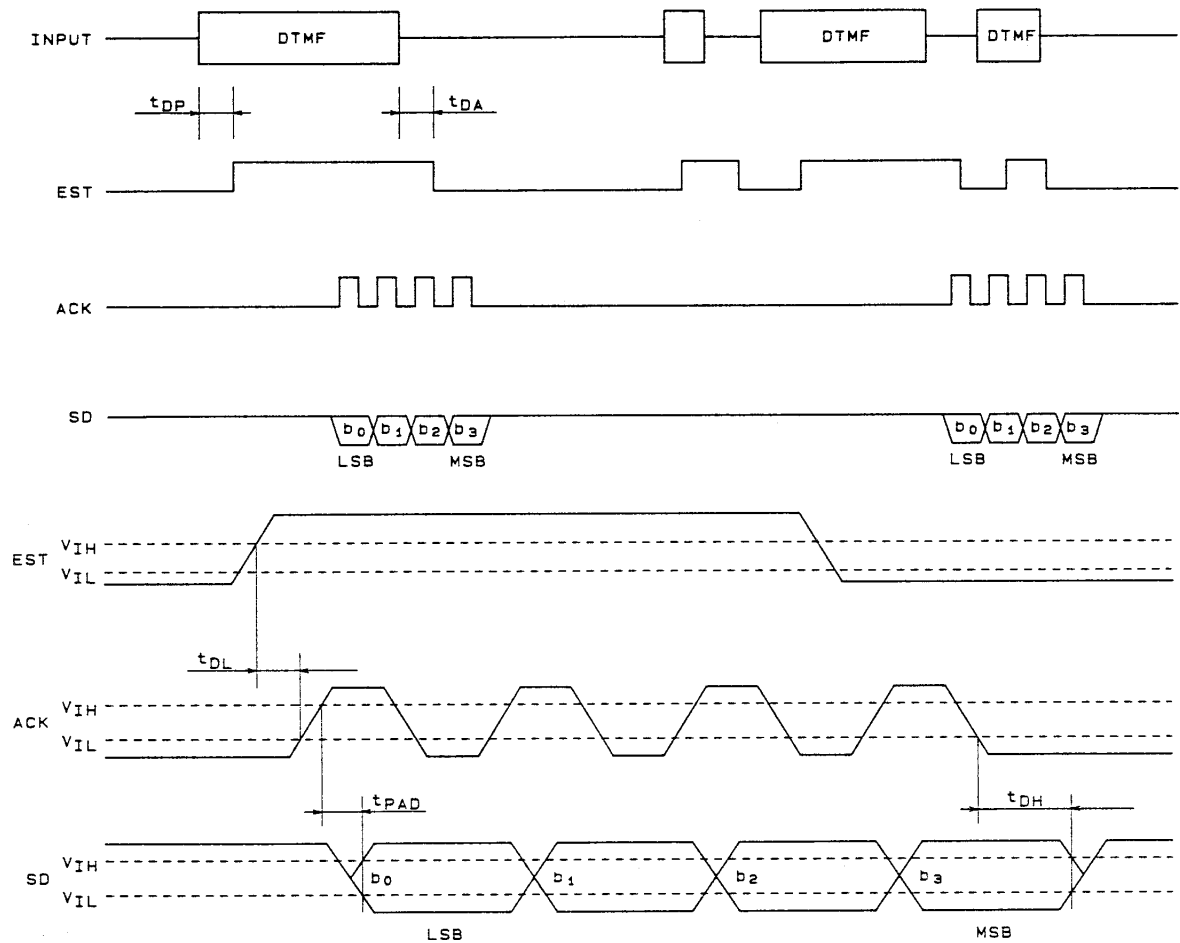 INPUT DTMF DTMF DTMF
tDP tDA
EST
ACK
SD b0 b1 b2 b3 b0 b1 b2 b3
LSB MSB LSB MSB
EST VIH
VIL
tDL
ACK VIH
VIL
tPAD tDH
SD VIH
b0 b1 b2 b3
VIL
LSB MSB